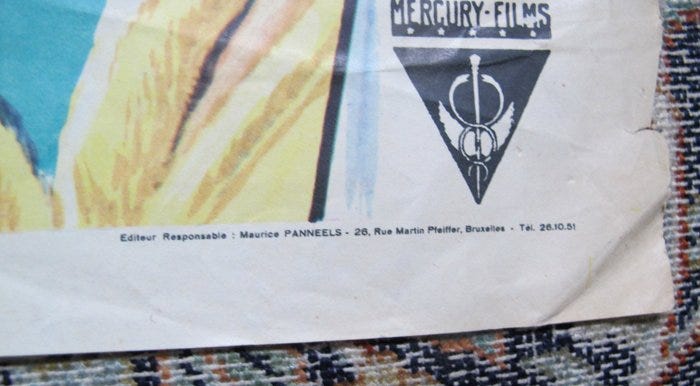 MERCURY-FILMS
Editeur Responsable : Maurice PANNEELS - 26, Rue Martin Pfeiffer, Bruxelles - Tél. 26.10.51